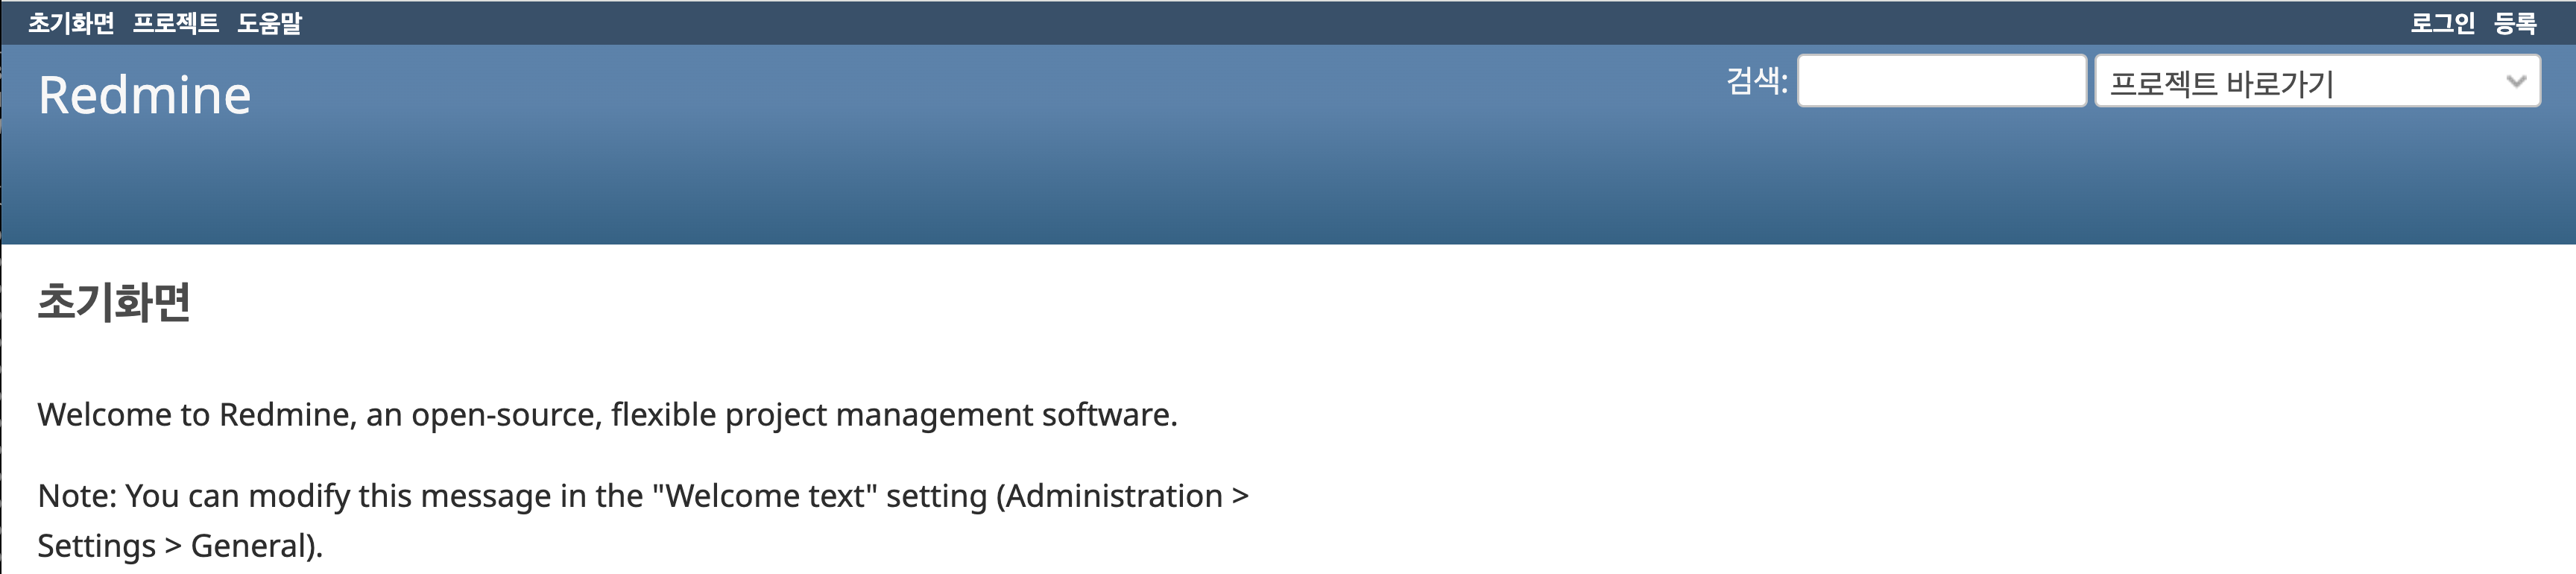 초기화면 프로젝트 도움말 로그인 등록
Redmine 검색: 프로젝트 바로가기
초기화면
Welcome to Redmine, an open-source, flexible project management software.
Note: You can modify this message in the "Welcome text" setting (Administration >
Settings > General).